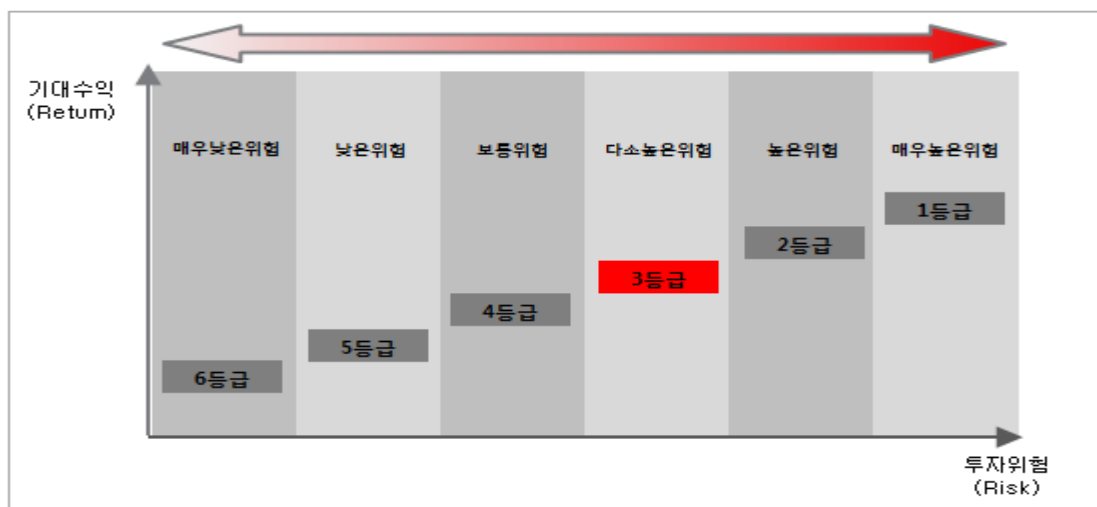 기대수익
(Return)
매우낮은위험
낮은위험
보통위험
다소높은위험
높은위험
매우높은위험
1등급
2등급
3등급
4등급
5등급
6등급
투자위험
(Risk)